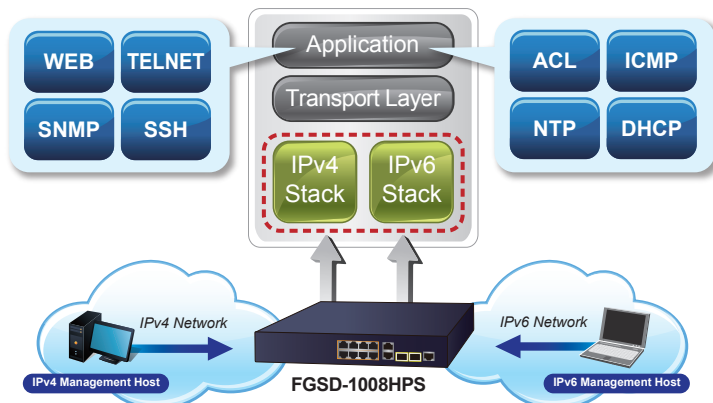 WEB
TELNET
SNMP
SSH
Application
Transport Layer
IPv4
Stack
IPv6
Stack
ACL
ICMP
NTP
DHCP
IPv4 Network
IPv4 Management Host
FGSD-1008HPS
IPv6 Network
IPv6 Management Host